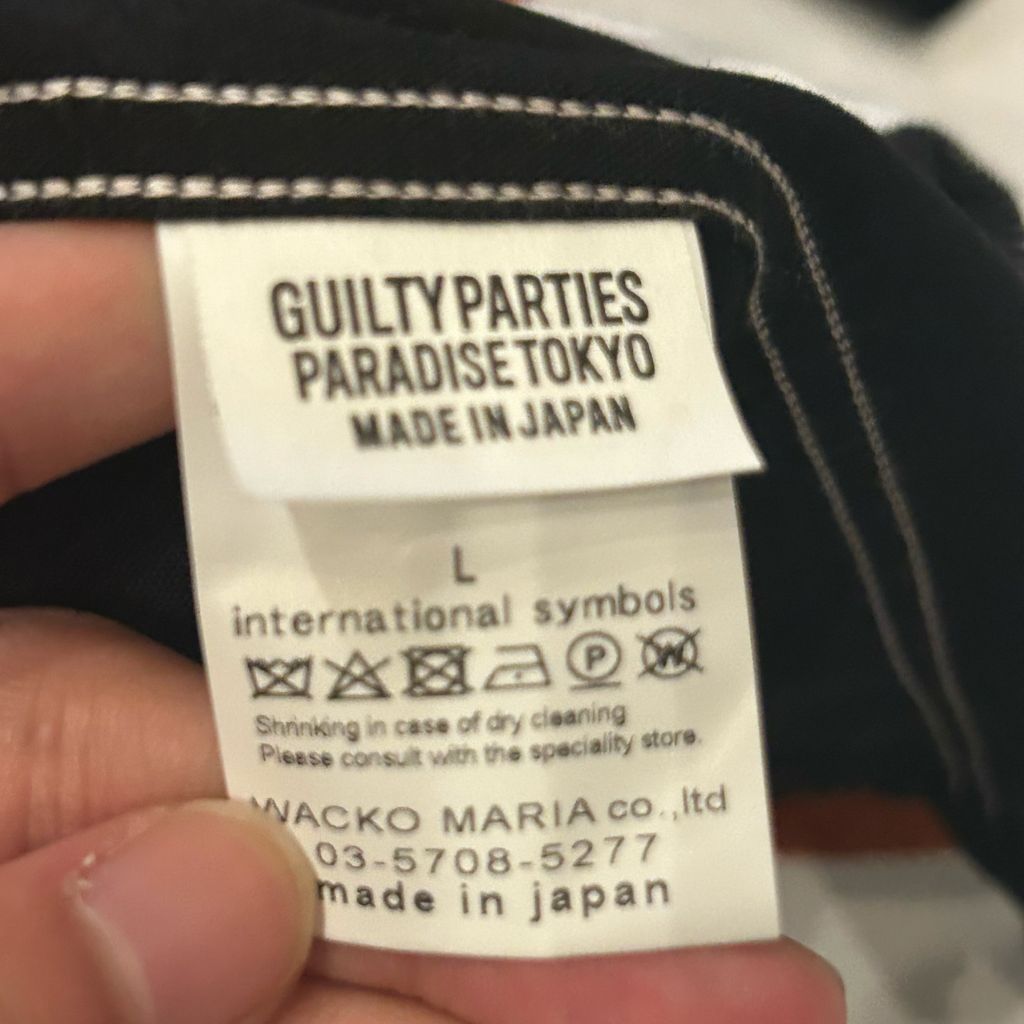 GUILTY PARTIES
PARADISE TOKYO
MADE IN JAPAN
L
international symbols
P W
Shrinking in case of dry cleaning
Please consult with the speciality store.
WACKO MARIA co.,ltd
03-5708-5277
made in japan